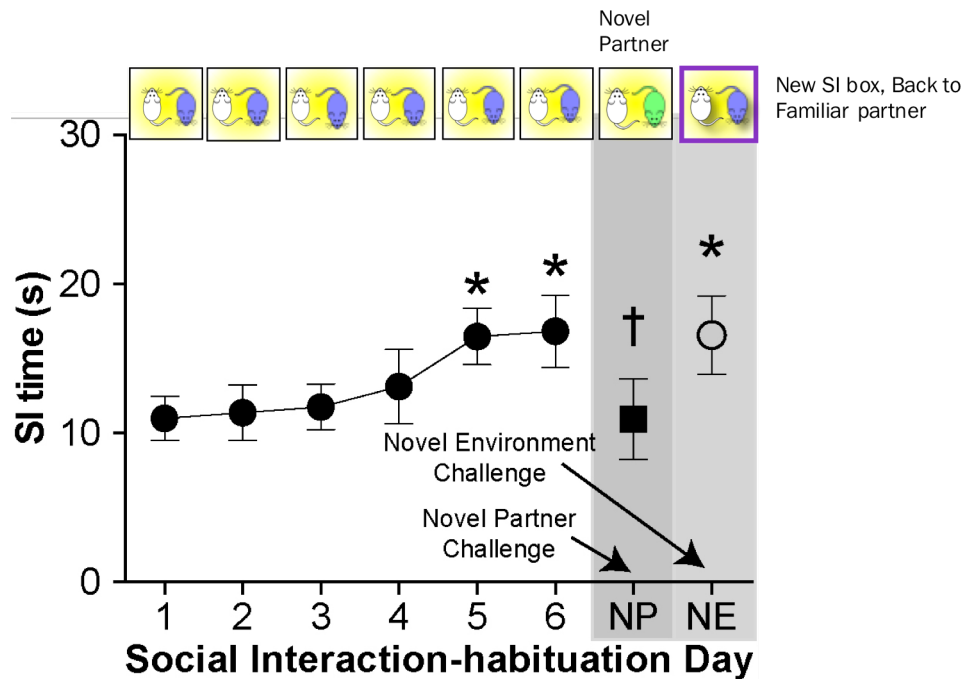 Novel
Partner
New SI box, Back to
Familiar partner
30
20
10
0
SI time (s)
*
*
†
*
Novel Environment
Challenge
Novel Partner
Challenge
1 2 3 4 5 6 NP NE
Social Interaction-habituation Day